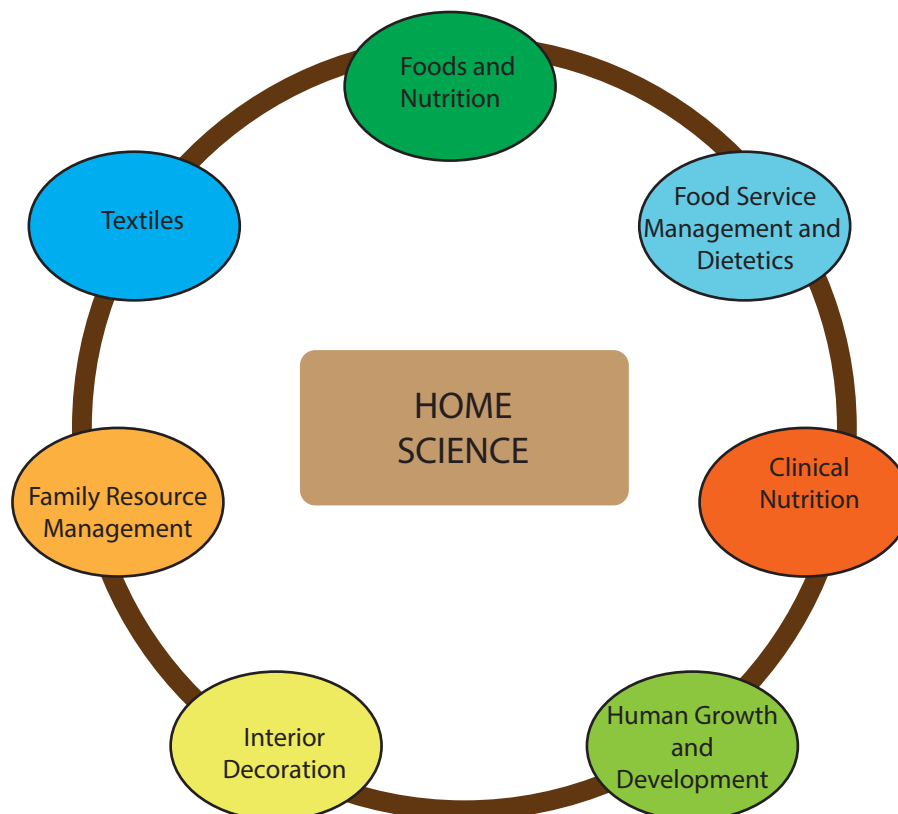 Foods and
Nutrition
Food Service
Management and
Dietetics
Clinical
Nutrition
Human Growth
and
Development
Interior
Decoration
Family Resource
Management
Textiles
HOME
SCIENCE